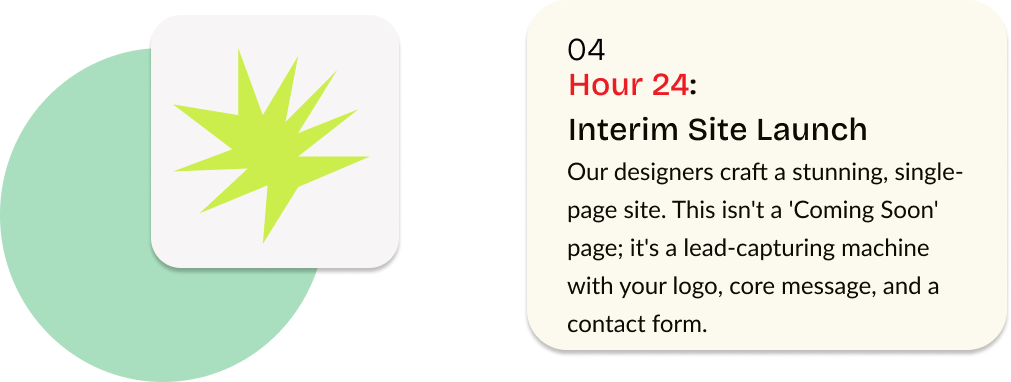 04
Hour 24:
Interim Site Launch
Our designers craft a stunning, single-
page site. This isn't a 'Coming Soon'
page; it's a lead-capturing machine
with your logo, core message, and a
contact form.